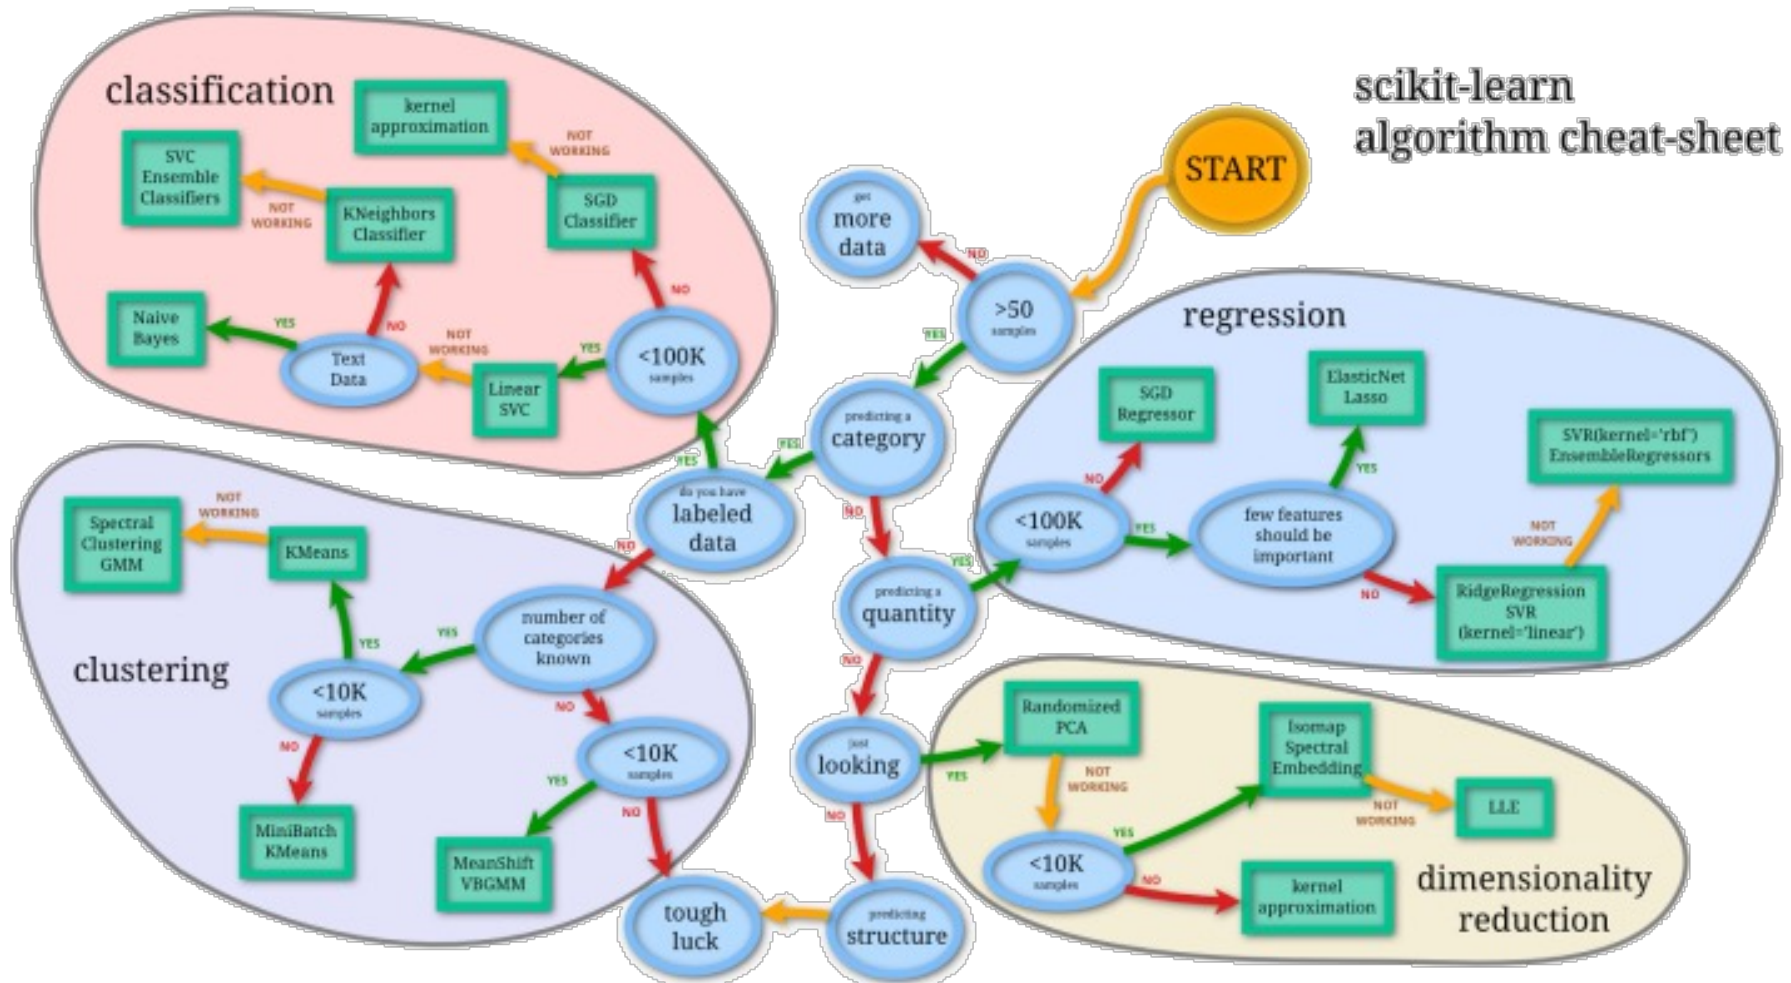 scikit-learn
algorithm cheat-sheet
START
classification
kernel
approximation
NOT
WORKING
SVC
Ensemble
Classifiers
NOT
WORKING
KNeighbors
Classifier
SGD
Classifier
NO
Naive
Bayes
YES
Text
Data
NO
NOT
WORKING
Linear
SVC
YES
<100K
samples
get
more
data
NO
>50
samples
YES
predicting a
category
YES
NO
YES
do you have
labeled
data
NO
predicting a
quantity
YES
NO
just
looking
YES
NO
predicting
structure
tough
luck
regression
SGD
Regressor
NO
ElasticNet
Lasso
YES
SVR(kernel='rbf')
EnsembleRegressors
<100K
samples
YES
few features
should be
important
NOT
WORKING
NO
RidgeRegression
SVR
(kernel='linear')
clustering
Spectral
Clustering
GMM
NOT
WORKING
KMeans
YES
number of
categories
known
YES
<10K
samples
NO
NO
<10K
samples
YES
NO
MiniBatch
KMeans
MeanShift
VBGMM
Randomized
PCA
NOT
WORKING
Isomap
Spectral
Embedding
NOT
WORKING
LLE
YES
<10K
samples
NO
kernel
approximation
dimensionality
reduction